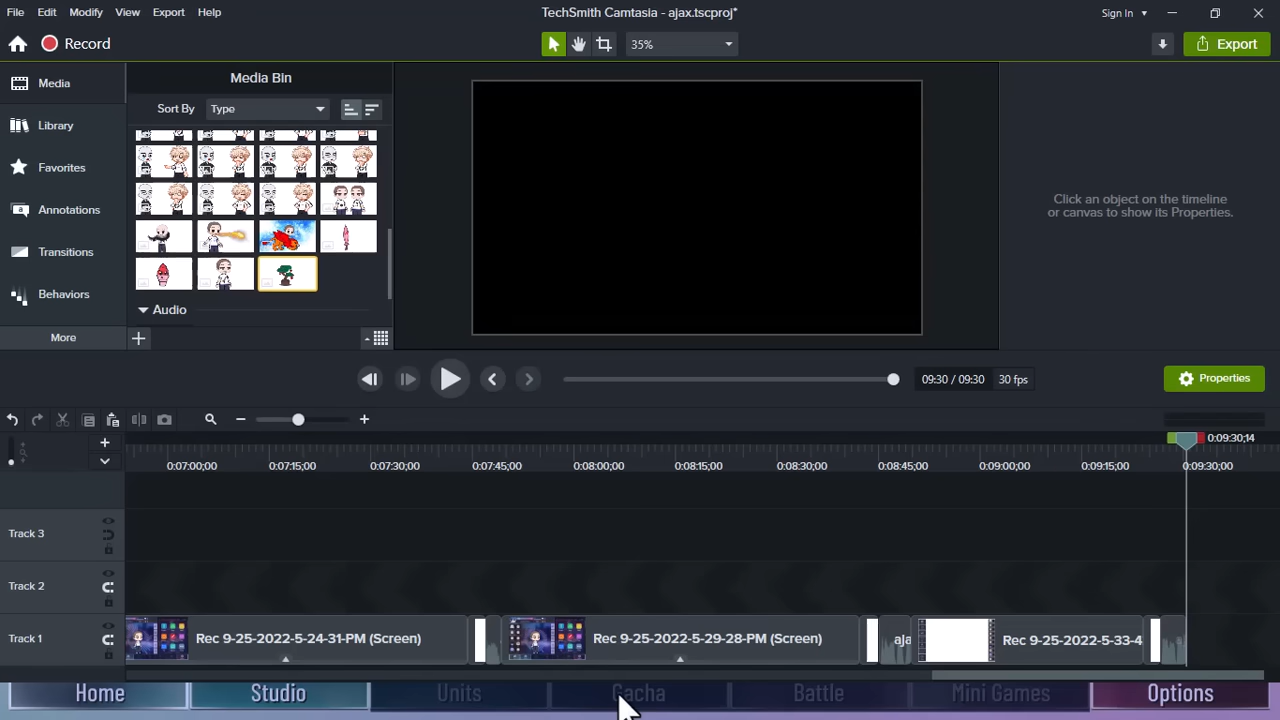 File Edit Modify View Export Help
TechSmith Camtasia - ajax.tscproj*
Sign In
Record
35%
Export
Media
Library
Favorites
Annotations
Transitions
Behaviors
More
Media Bin
Sort By Type
Audio
Click an object on the timeline
or canvas to show its Properties.
09:30 / 09:30 30 fps
Properties
0:09:30;14
0:07:00;00 0:07:15;00 0:07:30;00 0:07:45;00 0:08:00;00 0:08:15;00 0:08:30;00 0:08:45;00 0:09:00;00 0:09:15;00 0:09:30;00
Track 3
Track 2
Track 1
Rec 9-25-2022-5-24-31-PM (Screen)
Rec 9-25-2022-5-29-28-PM (Screen)
aja
Rec 9-25-2022-5-33-4
Home Studio Units Gacha Battle Mini Games Options